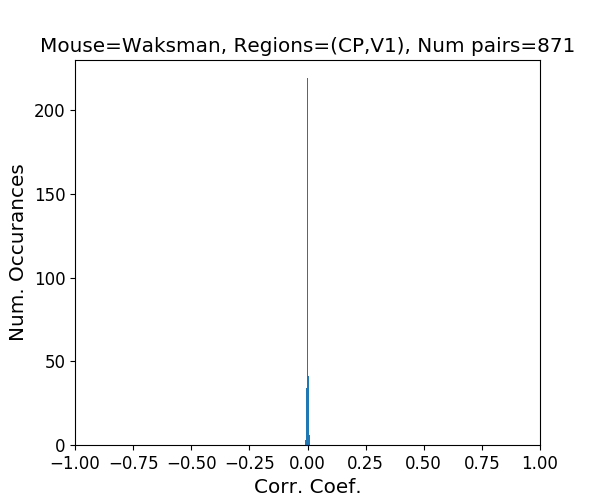 Mouse=Waksman, Regions=(CP,V1), Num pairs=871
Num. Occurances
200
150
100
50
0
−1.00 −0.75 −0.50 −0.25 0.00 0.25 0.50 0.75 1.00
Corr. Coef.